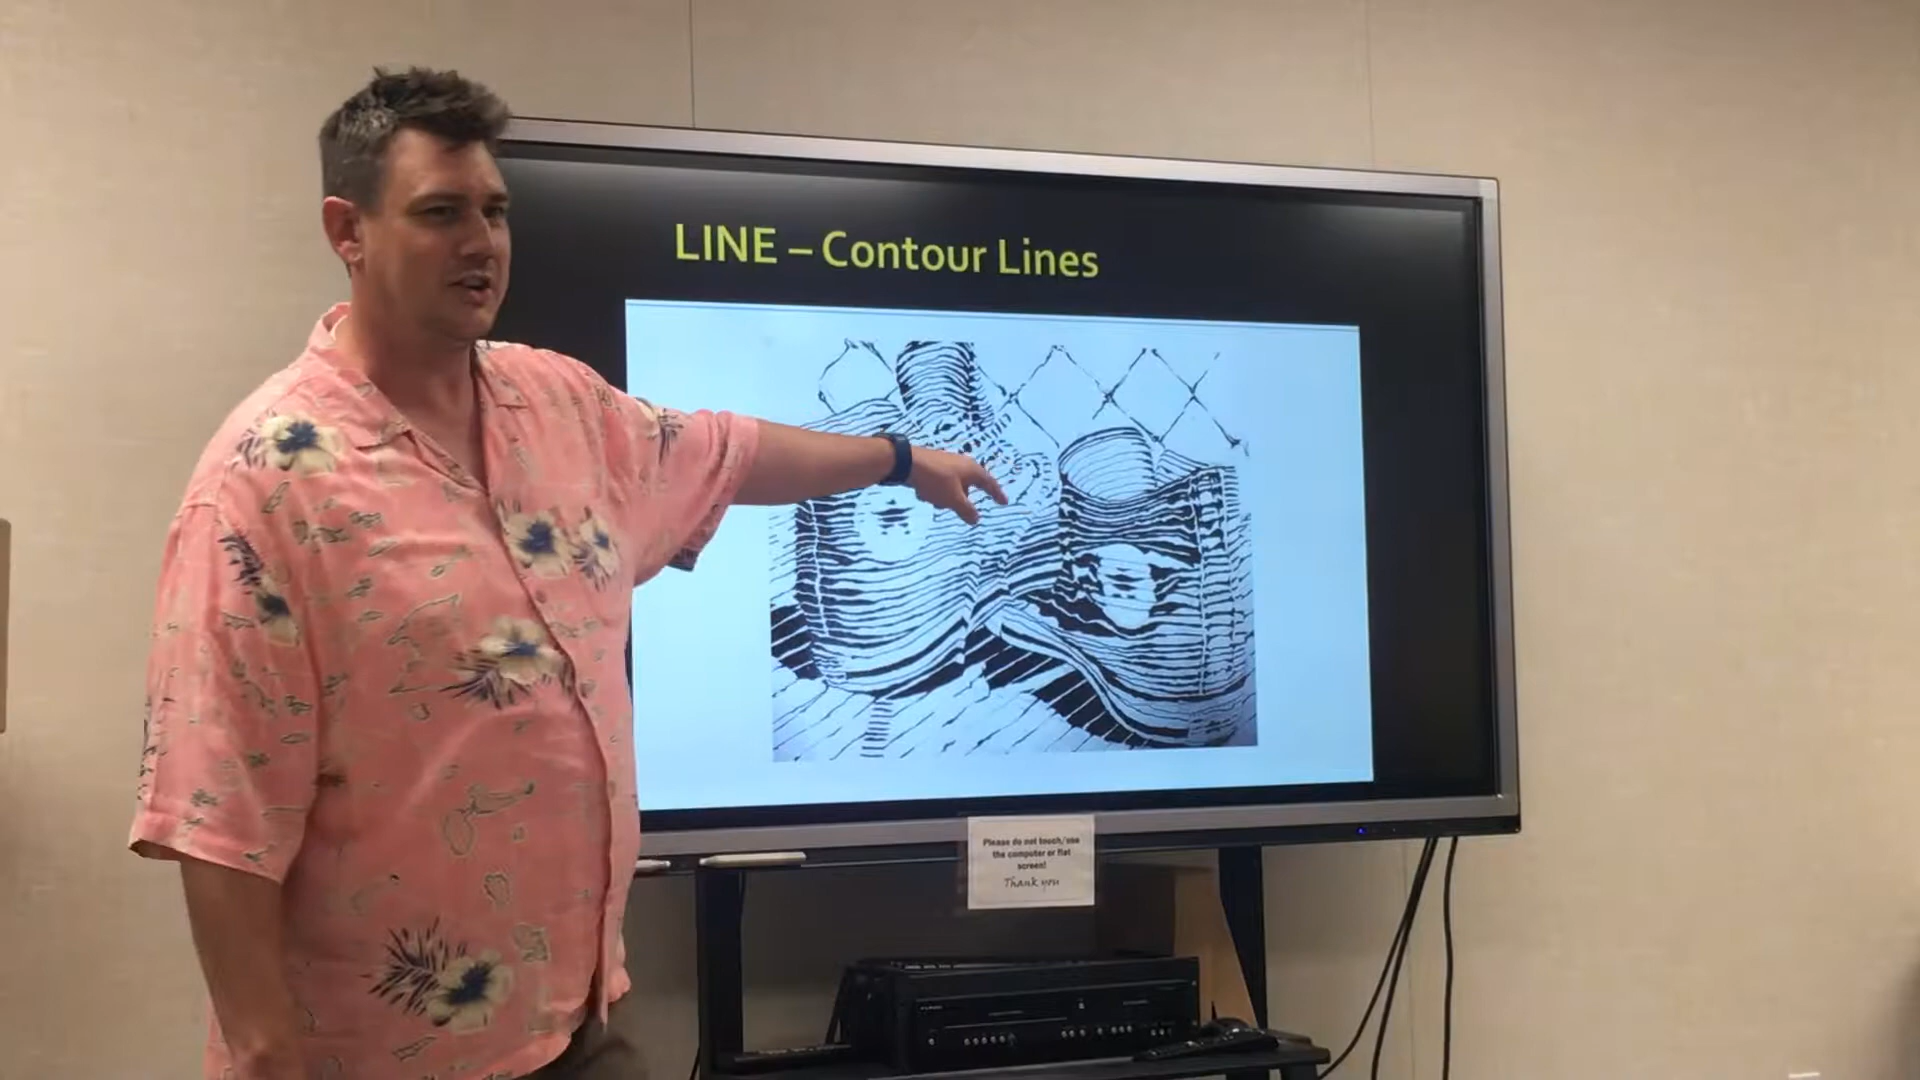 LINE – Contour Lines
Please do not touch/use
the computer or flat
screen!
Thank you